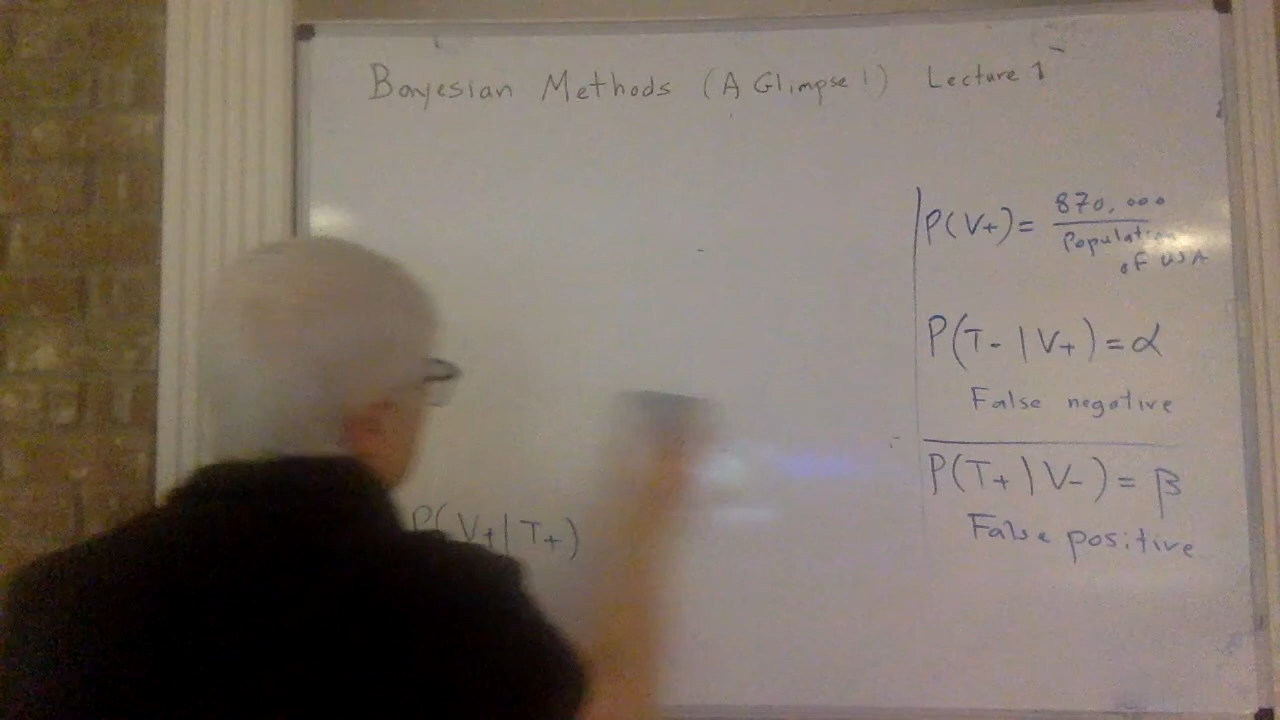 Bayesian Methods (A Glimpse!) Lecture 1
P(V+) = 870,000
Population
of USA
P(T- | V+) = α
False negative
P(T+ | V-) = β
False positive
P(V+ | T+)